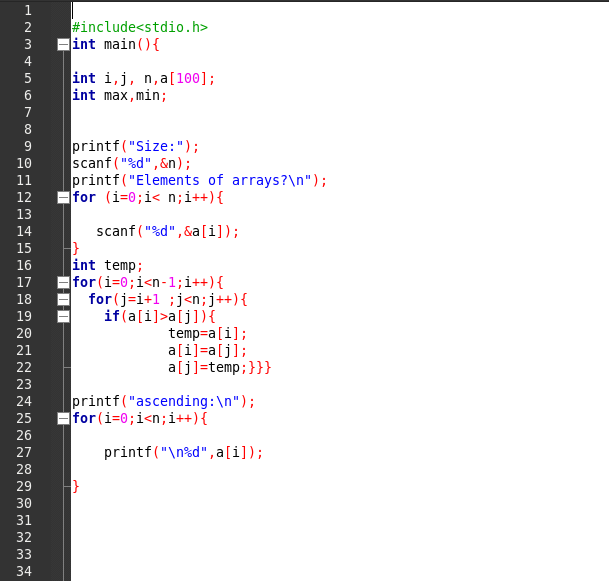 1
2 #include<stdio.h>
3 int main(){
4
5 int i,j, n,a[100];
6 int max,min;
7
8
9 printf("Size:");
10 scanf("%d",&n);
11 printf("Elements of arrays?\n");
12 for (i=0;i< n;i++){
13
14    scanf("%d",&a[i]);
15 }
16 int temp;
17 for(i=0;i<n-1;i++){
18   for(j=i+1 ;j<n;j++){
19     if(a[i]>a[j]){
20             temp=a[i];
21             a[i]=a[j];
22             a[j]=temp;}}}
23
24 printf("ascending:\n");
25 for(i=0;i<n;i++){
26
27     printf("\n%d",a[i]);
28
29 }
30
31
32
33
34